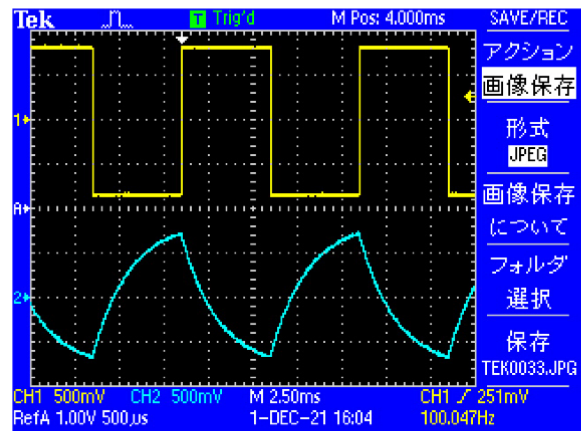 Tek T Trig'd M Pos: 4.000ms SAVE/REC
アクション
画像保存
形式
JPEG
画像保存
について
フォルダ
選択
保存
TEK0033.JPG
1
R
2
CH1 500mV CH2 500mV M 2.50ms CH1 251mV
RefA 1.00V 500µs 1-DEC-21 16:04 100.047Hz